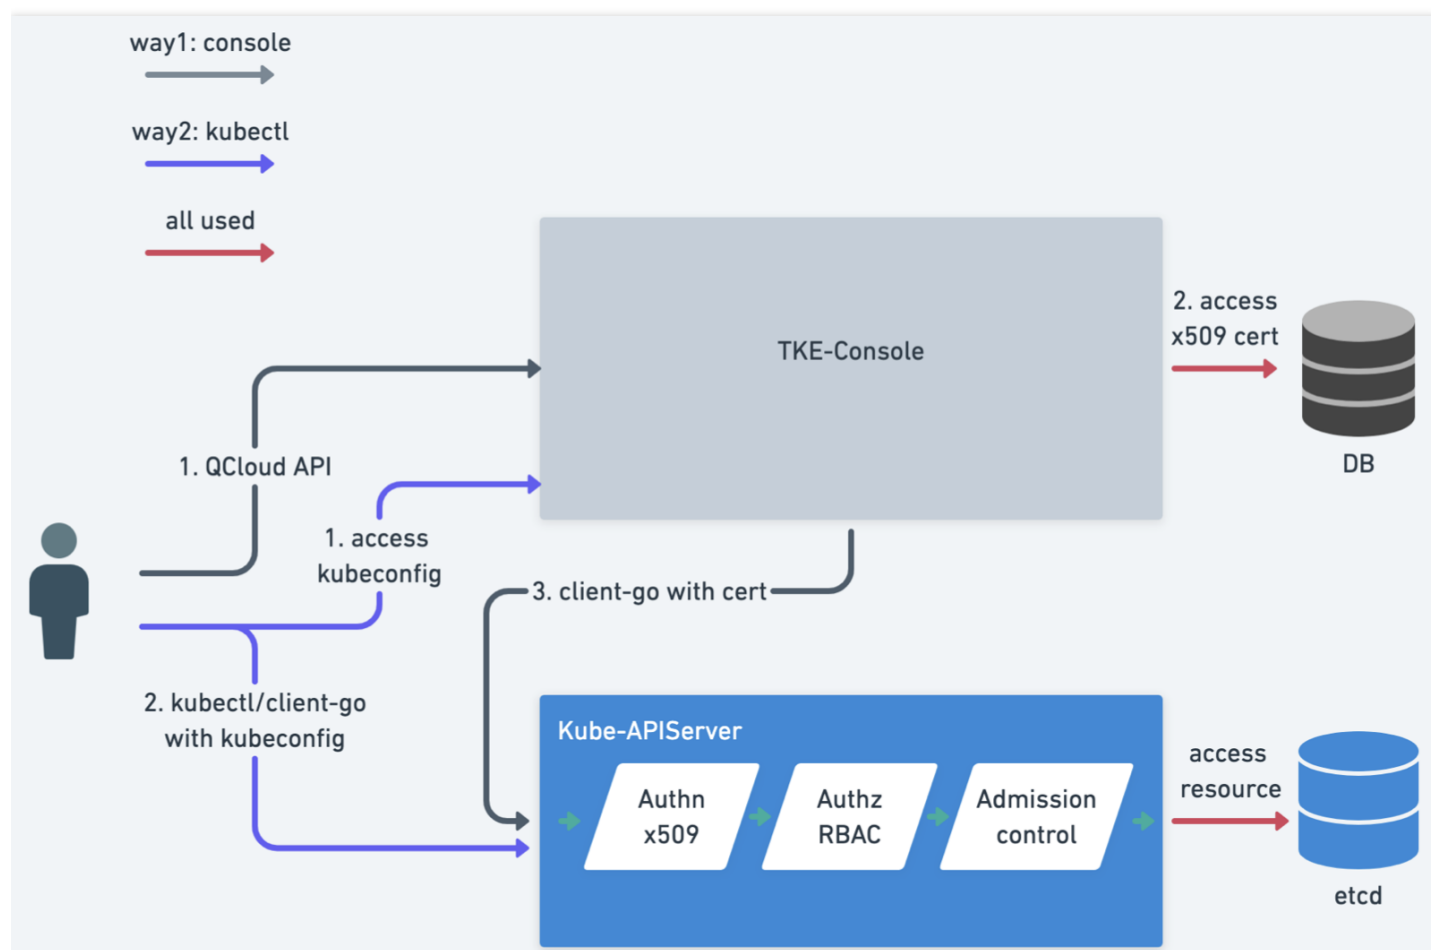 way1: console
way2: kubectl
all used
TKE-Console
2. access
x509 cert
DB
1. QCloud API
1. access
kubeconfig
3. client-go with cert
2. kubectl/client-go
with kubeconfig
Kube-APIServer
Authn
x509
Authz
RBAC
Admission
control
access
resource
etcd